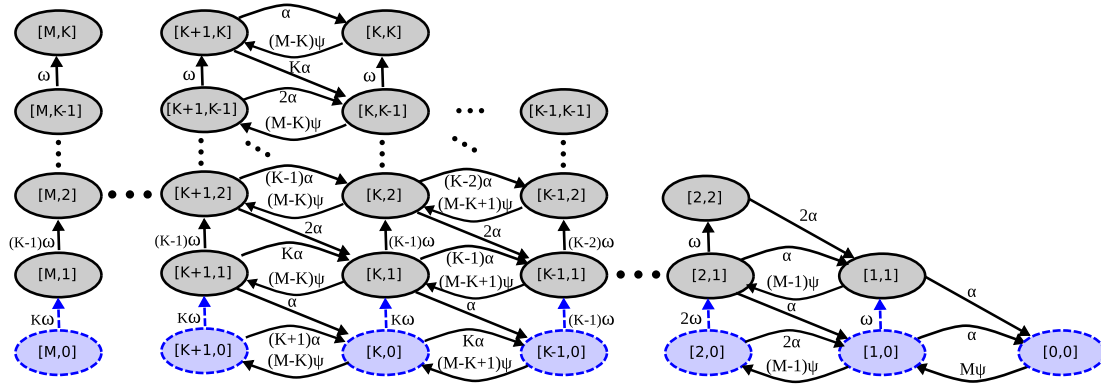 [M,K] [K+1,K] α [K,K]
(M-K)ψ
Kα
ω ω ω
[M,K-1] [K+1,K-1] 2α [K,K-1] [K-1,K-1]
(M-K)ψ
[M,2] [K+1,2] (K-1)α [K,2] (K-2)α [K-1,2] [2,2]
(M-K)ψ (M-K+1)ψ
2α 2α 2α
(K-1)ω (K-1)ω (K-1)ω (K-2)ω ω
[M,1] [K+1,1] Kα [K,1] (K-1)α [K-1,1] [2,1] α [1,1]
(M-K)ψ (M-K+1)ψ (M-1)ψ
α α α α
Kω Kω Kω (K-1)ω 2ω ω
[M,0] [K+1,0] (K+1)α [K,0] Kα [K-1,0] [2,0] 2α [1,0] α [0,0]
(M-K)ψ (M-K+1)ψ (M-1)ψ Mψ